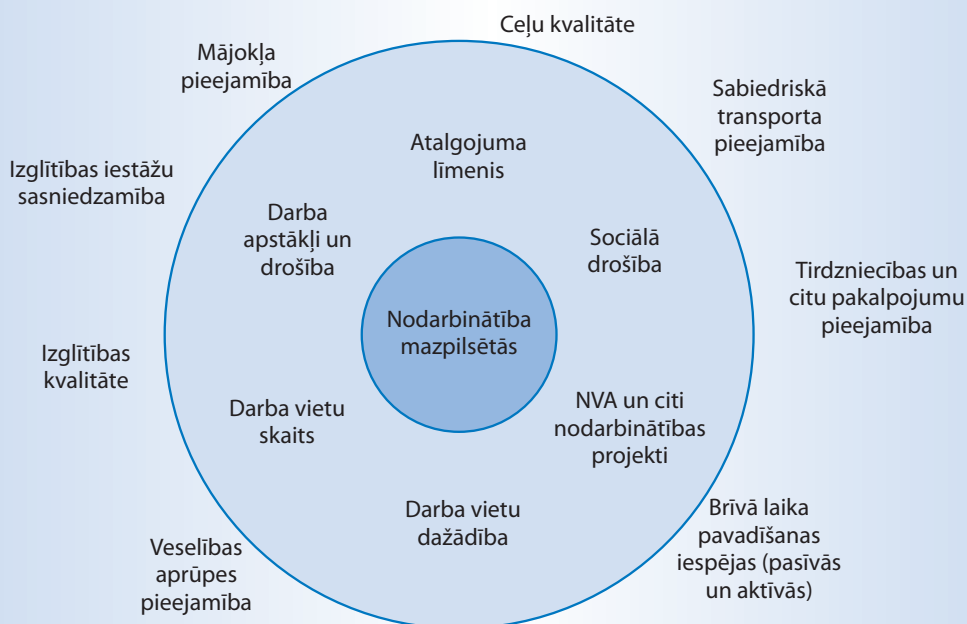 Ceļu kvalitāte
Mājokļa
pieejamība
Sabiedriskā
transporta
pieejamība
Atalgojuma
līmenis
Izglītības iestāžu
sasniedzamība
Darba
apstākļi un
drošība
Sociālā
drošība
Tirdzniecības un
citu pakalpojumu
pieejamība
Nodarbinātība
mazpilsētās
Izglītības
kvalitāte
Darba vietu
skaits
NVA un citi
nodarbinātības
projekti
Darba vietu
dažādība
Brīvā laika
pavadīšanas
iespējas (pasīvās
un aktīvās)
Veselības
aprūpes
pieejamība